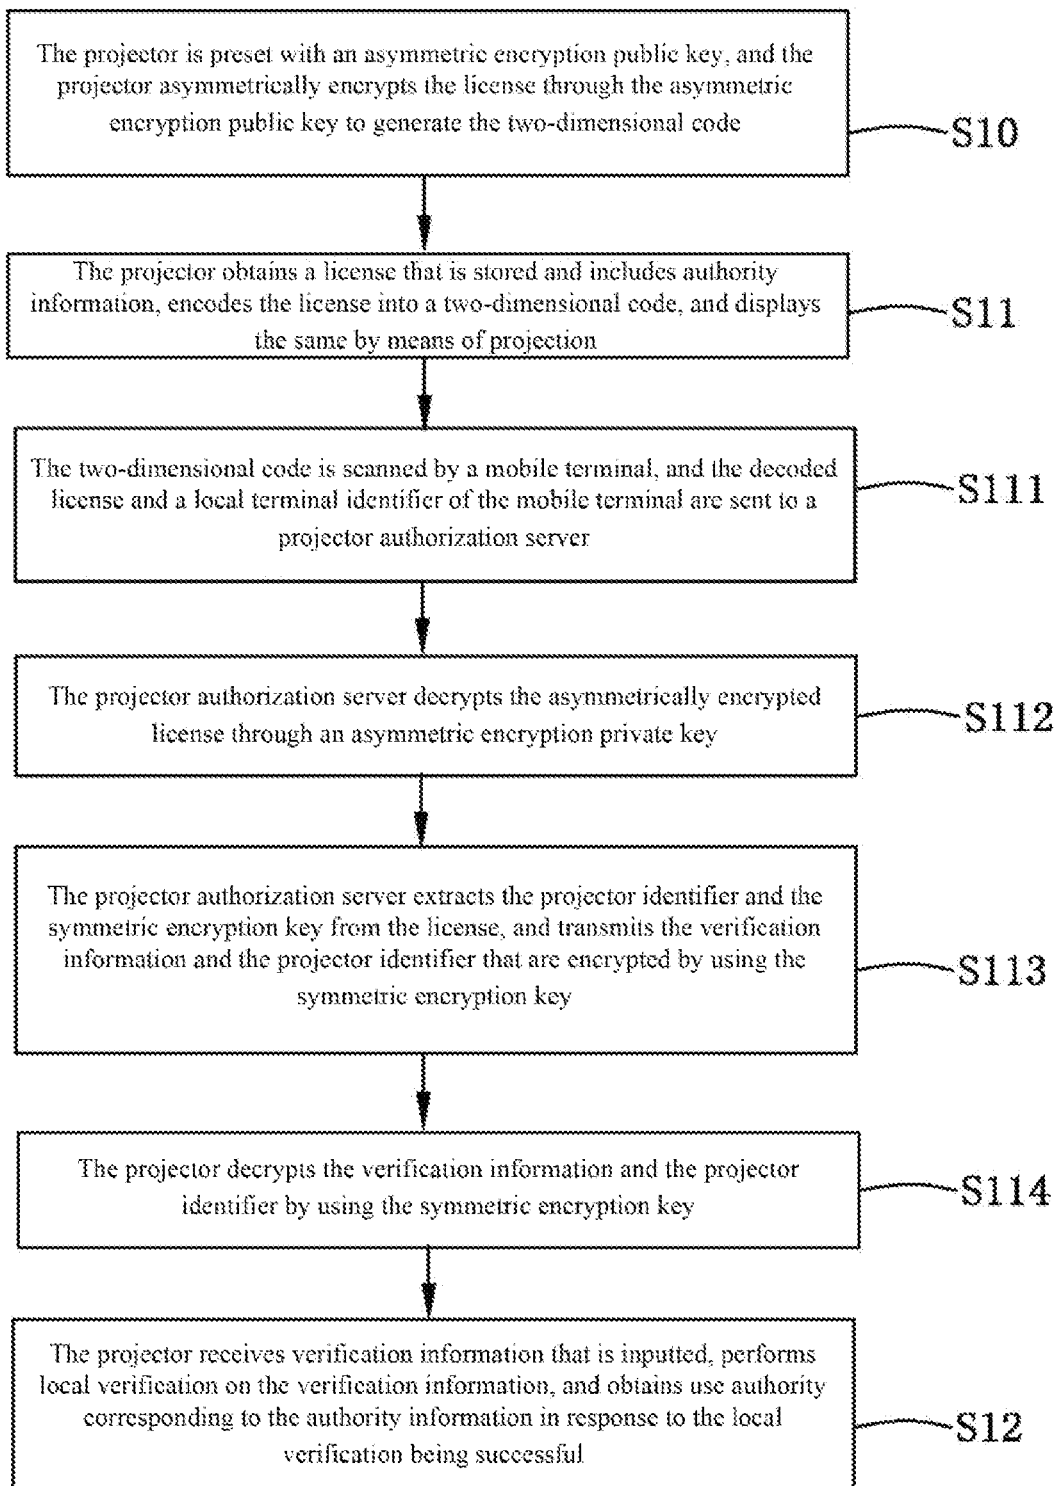 The projector is preset with an asymmetric encryption public key, and the
projector asymmetrically encrypts the license through the asymmetric
encryption public key to generate the two-dimensional code
S10
The projector obtains a license that is stored and includes authority
information, encodes the license into a two-dimensional code, and displays
the same by means of projection
S11
The two-dimensional code is scanned by a mobile terminal, and the decoded
license and a local terminal identifier of the mobile terminal are sent to a
projector authorization server
S111
The projector authorization server decrypts the asymmetrically encrypted
license through an asymmetric encryption private key
S112
The projector authorization server extracts the projector identifier and the
symmetric encryption key from the license, and transmits the verification
information and the projector identifier that are encrypted by using the
symmetric encryption key
S113
The projector decrypts the verification information and the projector
identifier by using the symmetric encryption key
S114
The projector receives verification information that is inputted, performs
local verification on the verification information, and obtains use authority
corresponding to the authority information in response to the local
verification being successful
S12